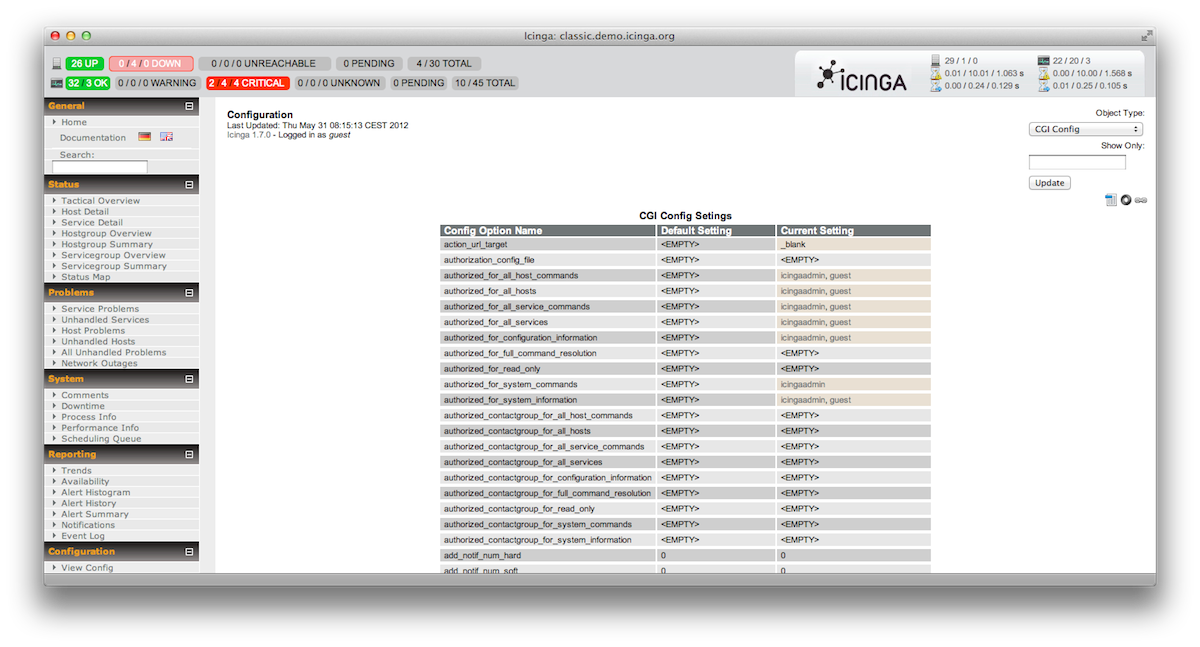 Icinga: classic.demo.icinga.org
26 UP 0 / 4 / 0 DOWN 0 / 0 / 0 UNREACHABLE 0 PENDING 4 / 30 TOTAL
32 / 3 OK 0 / 0 / 0 WARNING 2 / 4 / 4 CRITICAL 0 / 0 / 0 UNKNOWN 0 PENDING 10 / 45 TOTAL
ICINGA
29 / 1 / 0 22 / 20 / 3
0.01 / 10.01 / 1.063 s 0.00 / 10.00 / 1.568 s
0.00 / 0.24 / 0.129 s 0.01 / 0.25 / 0.105 s
General
Home
Documentation
Search:
Status
Tactical Overview
Host Detail
Service Detail
Hostgroup Overview
Hostgroup Summary
Servicegroup Overview
Servicegroup Summary
Status Map
Problems
Service Problems
Unhandled Services
Host Problems
Unhandled Hosts
All Unhandled Problems
Network Outages
System
Comments
Downtime
Process Info
Performance Info
Scheduling Queue
Reporting
Trends
Availability
Alert Histogram
Alert History
Alert Summary
Notifications
Event Log
Configuration
View Config
Configuration
Last Updated: Thu May 31 08:15:13 CEST 2012
Icinga 1.7.0 - Logged in as guest
Object Type:
CGI Config
Show Only:
Update
CGI Config Setings
Config Option Name Default Setting Current Setting
action_url_target <EMPTY> _blank
authorization_config_file <EMPTY> <EMPTY>
authorized_for_all_host_commands <EMPTY> icingaadmin, guest
authorized_for_all_hosts <EMPTY> icingaadmin, guest
authorized_for_all_service_commands <EMPTY> icingaadmin, guest
authorized_for_all_services <EMPTY> icingaadmin, guest
authorized_for_configuration_information <EMPTY> icingaadmin, guest
authorized_for_full_command_resolution <EMPTY> <EMPTY>
authorized_for_read_only <EMPTY> <EMPTY>
authorized_for_system_commands <EMPTY> icingaadmin
authorized_for_system_information <EMPTY> icingaadmin, guest
authorized_contactgroup_for_all_host_commands <EMPTY> <EMPTY>
authorized_contactgroup_for_all_hosts <EMPTY> <EMPTY>
authorized_contactgroup_for_all_service_commands <EMPTY> <EMPTY>
authorized_contactgroup_for_all_services <EMPTY> <EMPTY>
authorized_contactgroup_for_configuration_information <EMPTY> <EMPTY>
authorized_contactgroup_for_full_command_resolution <EMPTY> <EMPTY>
authorized_contactgroup_for_read_only <EMPTY> <EMPTY>
authorized_contactgroup_for_system_commands <EMPTY> <EMPTY>
authorized_contactgroup_for_system_information <EMPTY> <EMPTY>
add_notif_num_hard 0 0
add_notif_num_soft 0 0